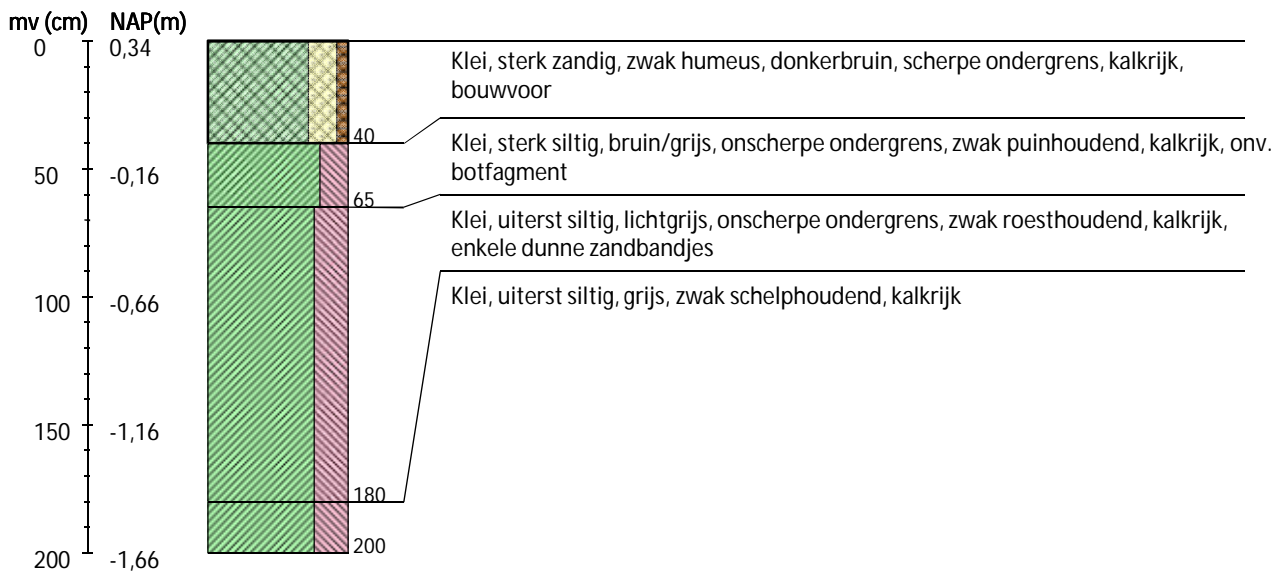 mv (cm) NAP(m)
0 0,34
Klei, sterk zandig, zwak humeus, donkerbruin, scherpe ondergrens, kalkrijk,
bouwvoor
40
Klei, sterk siltig, bruin/grijs, onscherpe ondergrens, zwak puinhoudend, kalkrijk, onv.
botfagment
50 -0,16
65
Klei, uiterst siltig, lichtgrijs, onscherpe ondergrens, zwak roesthoudend, kalkrijk,
enkele dunne zandbandjes
Klei, uiterst siltig, grijs, zwak schelphoudend, kalkrijk
100 -0,66
150 -1,16
180
200
200 -1,66